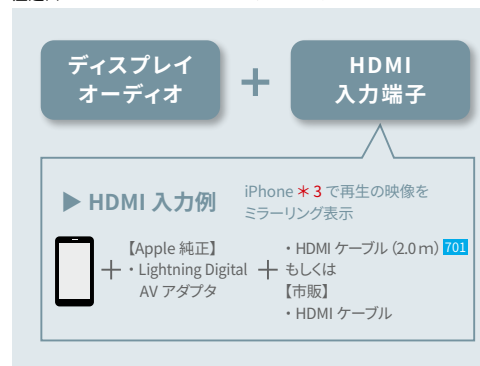 ディスプレイ
オーディオ
+
HDMI
入力端子
▶ HDMI 入力例
iPhone *3 で再生の映像を
ミラーリング表示
+
【Apple 純正】
・Lightning Digital
AV アダプタ
+
・HDMI ケーブル (2.0m) 701
もしくは
【市販】
・HDMI ケーブル